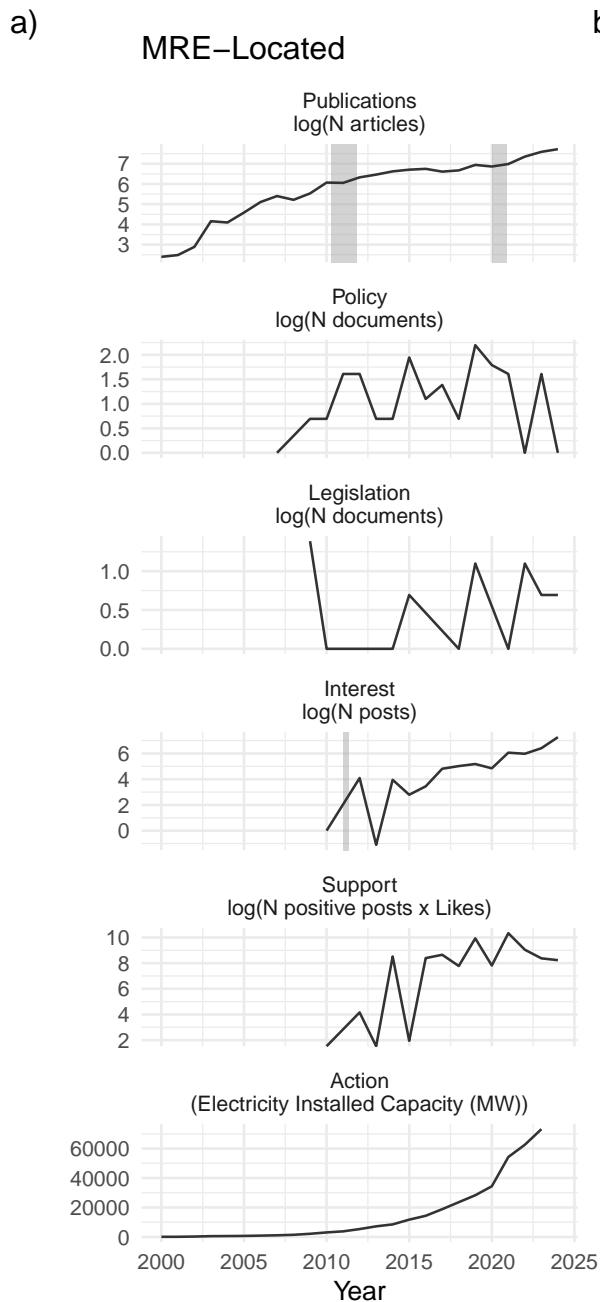 a)
b
MRE−Located
Publications
log(N articles)
7
6
5
4
3
Policy
log(N documents)
2.0
1.5
1.0
0.5
0.0
Legislation
log(N documents)
1.0
0.5
0.0
Interest
log(N posts)
6
4
2
0
Support
log(N positive posts x Likes)
10
8
6
4
2
Action
(Electricity Installed Capacity (MW))
60000
40000
20000
0
2000 2005 2010 2015 2020 2025
Year